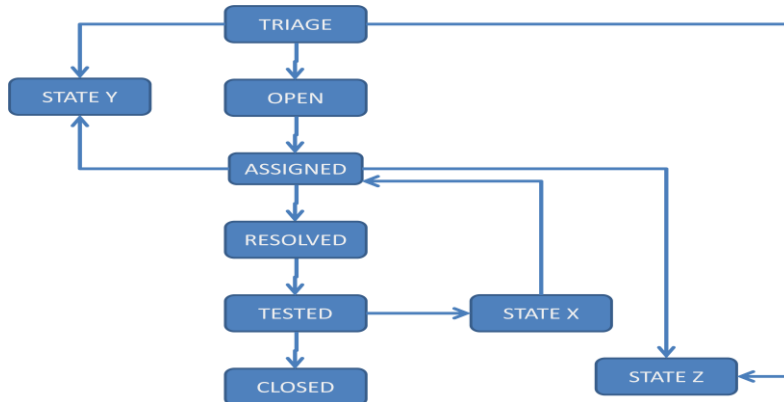 TRIAGE
STATE Y
OPEN
ASSIGNED
RESOLVED
TESTED
STATE X
CLOSED
STATE Z